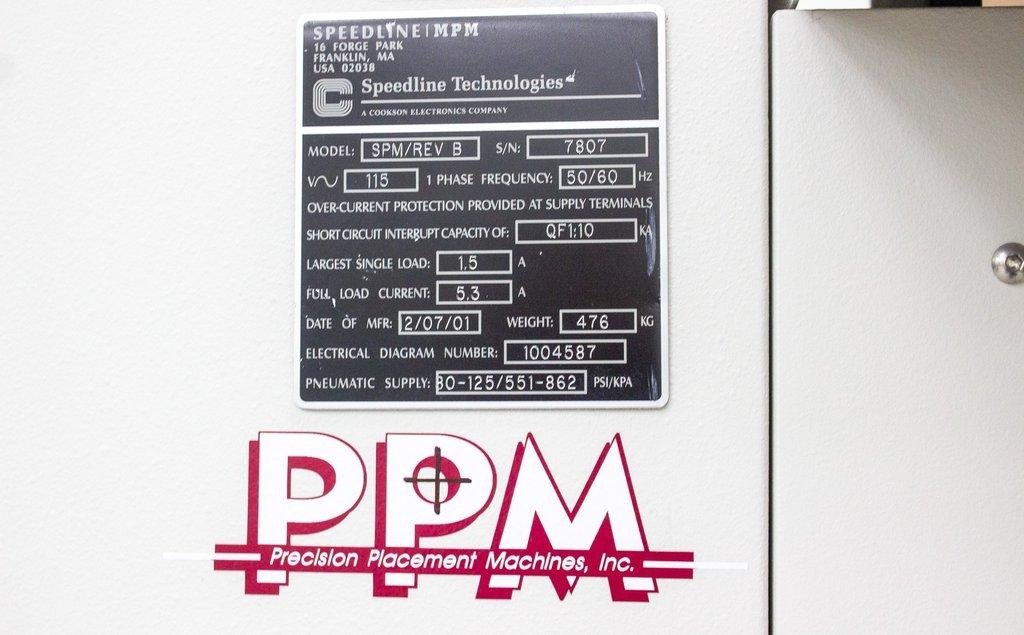 SPEEDLINE|MPM
16 FORGE PARK
FRANKLIN, MA
USA 02038
Speedline Technologies
A COOKSON ELECTRONICS COMPANY
MODEL: SPM/REV B S/N: 7807
V~ 115 1 PHASE FREQUENCY: 50/60 Hz
OVER-CURRENT PROTECTION PROVIDED AT SUPPLY TERMINALS
SHORT CIRCUIT INTERRUPT CAPACITY OF: QF1:10 KA
LARGEST SINGLE LOAD: 1.5 A
FULL LOAD CURRENT: 5.3 A
DATE OF MFR: 2/07/01 WEIGHT: 476 KG
ELECTRICAL DIAGRAM NUMBER: 1004587
PNEUMATIC SUPPLY: 80-125/551-862 PSI/KPA
PPM
Precision Placement Machines, Inc.